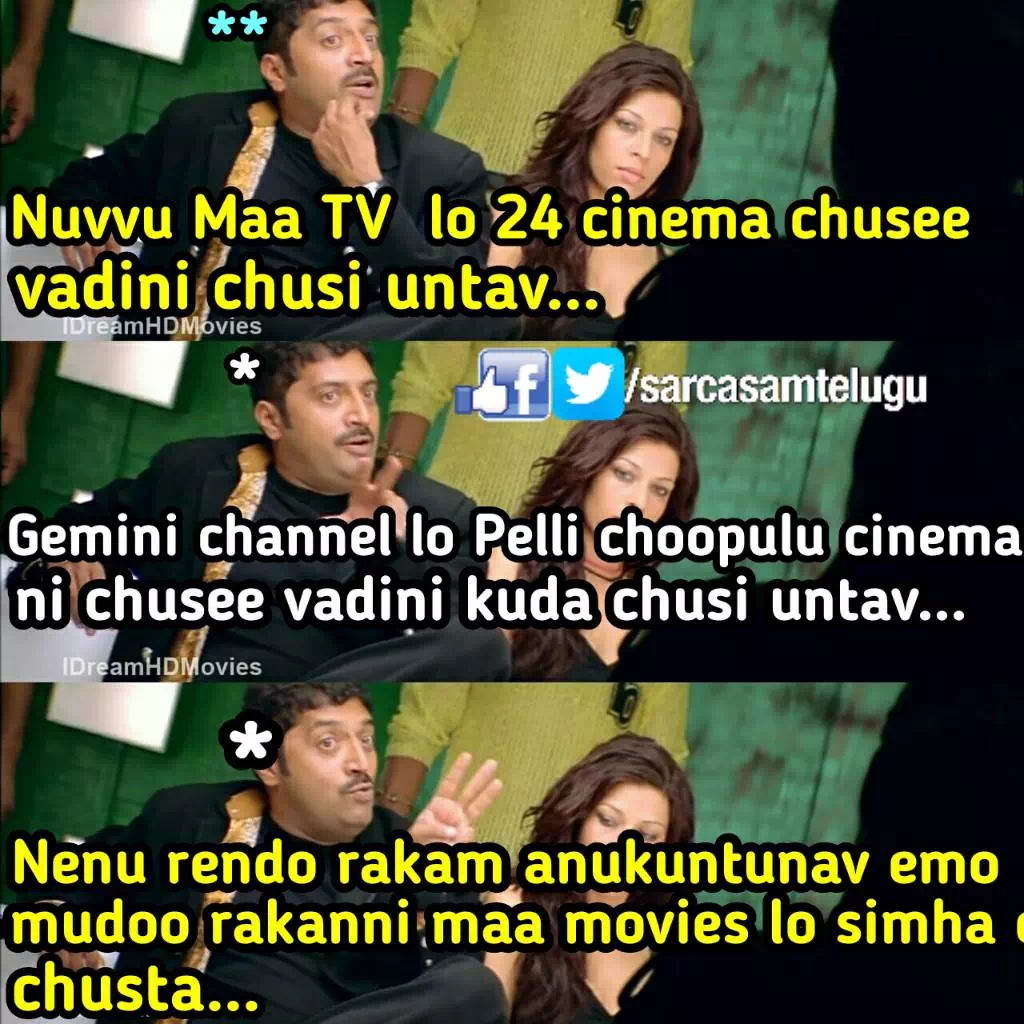 **
Nuvvu Maa TV lo 24 cinema chusee
vadini chusi untav...
IDreamHDMovies
*
f /sarcasamtelugu
Gemini channel lo Pelli choopulu cinema
ni chusee vadini kuda chusi untav...
IDreamHDMovies
*
Nenu rendo rakam anukuntunav emo
mudoo rakanni maa movies lo simha
chusta...